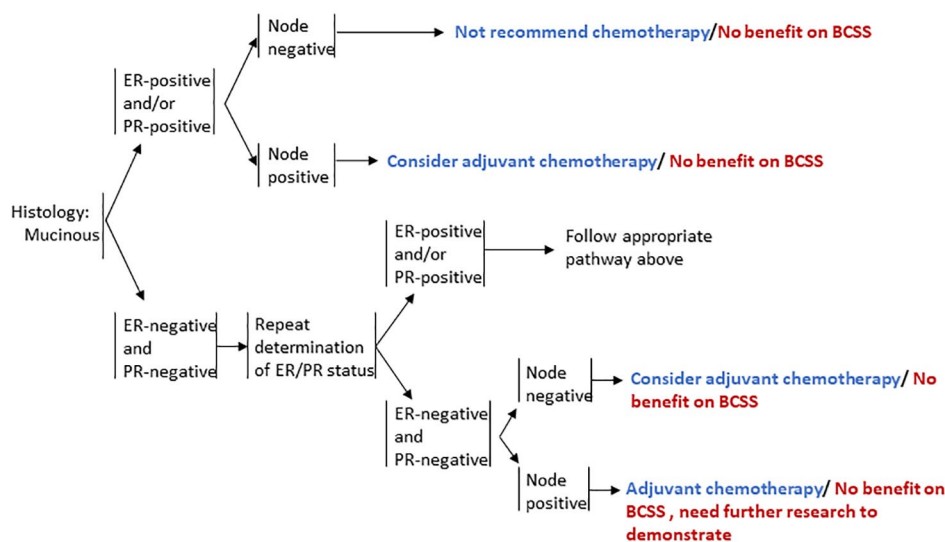 Node
negative
Not recommend chemotherapy/No benefit on BCSS
ER-positive
and/or
PR-positive
Node
positive
Consider adjuvant chemotherapy/ No benefit on BCSS
Histology:
Mucinous
ER-positive
and/or
PR-positive
Follow appropriate
pathway above
ER-negative
and
PR-negative
Repeat
determination
of ER/PR status
Node
negative
Consider adjuvant chemotherapy/ No
benefit on BCSS
ER-negative
and
PR-negative
Node
positive
Adjuvant chemotherapy/ No benefit on
BCSS , need further research to
demonstrate